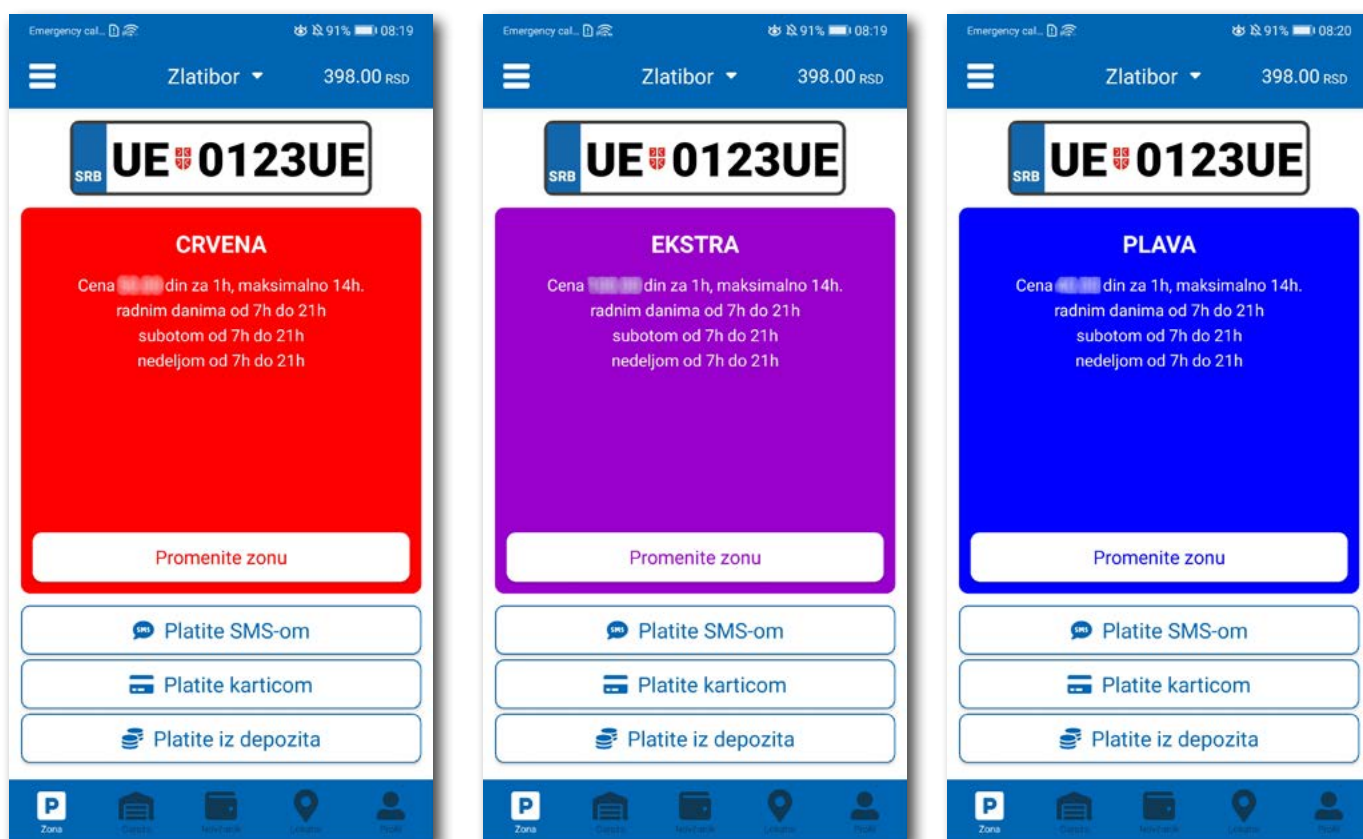 Emergency cal... 91% 08:19
Zlatibor 398.00 RSD
SRB UE 0123UE
CRVENA
Cena din za 1h, maksimalno 14h.
radnim danima od 7h do 21h
subotom od 7h do 21h
nedeljom od 7h do 21h
Promenite zonu
SMS Platite SMS-om
Platite karticom
Platite iz depozita
P
Zona
Emergency cal... 91% 08:19
Zlatibor 398.00 RSD
SRB UE 0123UE
EKSTRA
Cena din za 1h, maksimalno 14h.
radnim danima od 7h do 21h
subotom od 7h do 21h
nedeljom od 7h do 21h
Promenite zonu
SMS Platite SMS-om
Platite karticom
Platite iz depozita
P
Zona
Emergency cal... 91% 08:20
Zlatibor 398.00 RSD
SRB UE 0123UE
PLAVA
Cena din za 1h, maksimalno 14h.
radnim danima od 7h do 21h
subotom od 7h do 21h
nedeljom od 7h do 21h
Promenite zonu
SMS Platite SMS-om
Platite karticom
Platite iz depozita
P
Zona